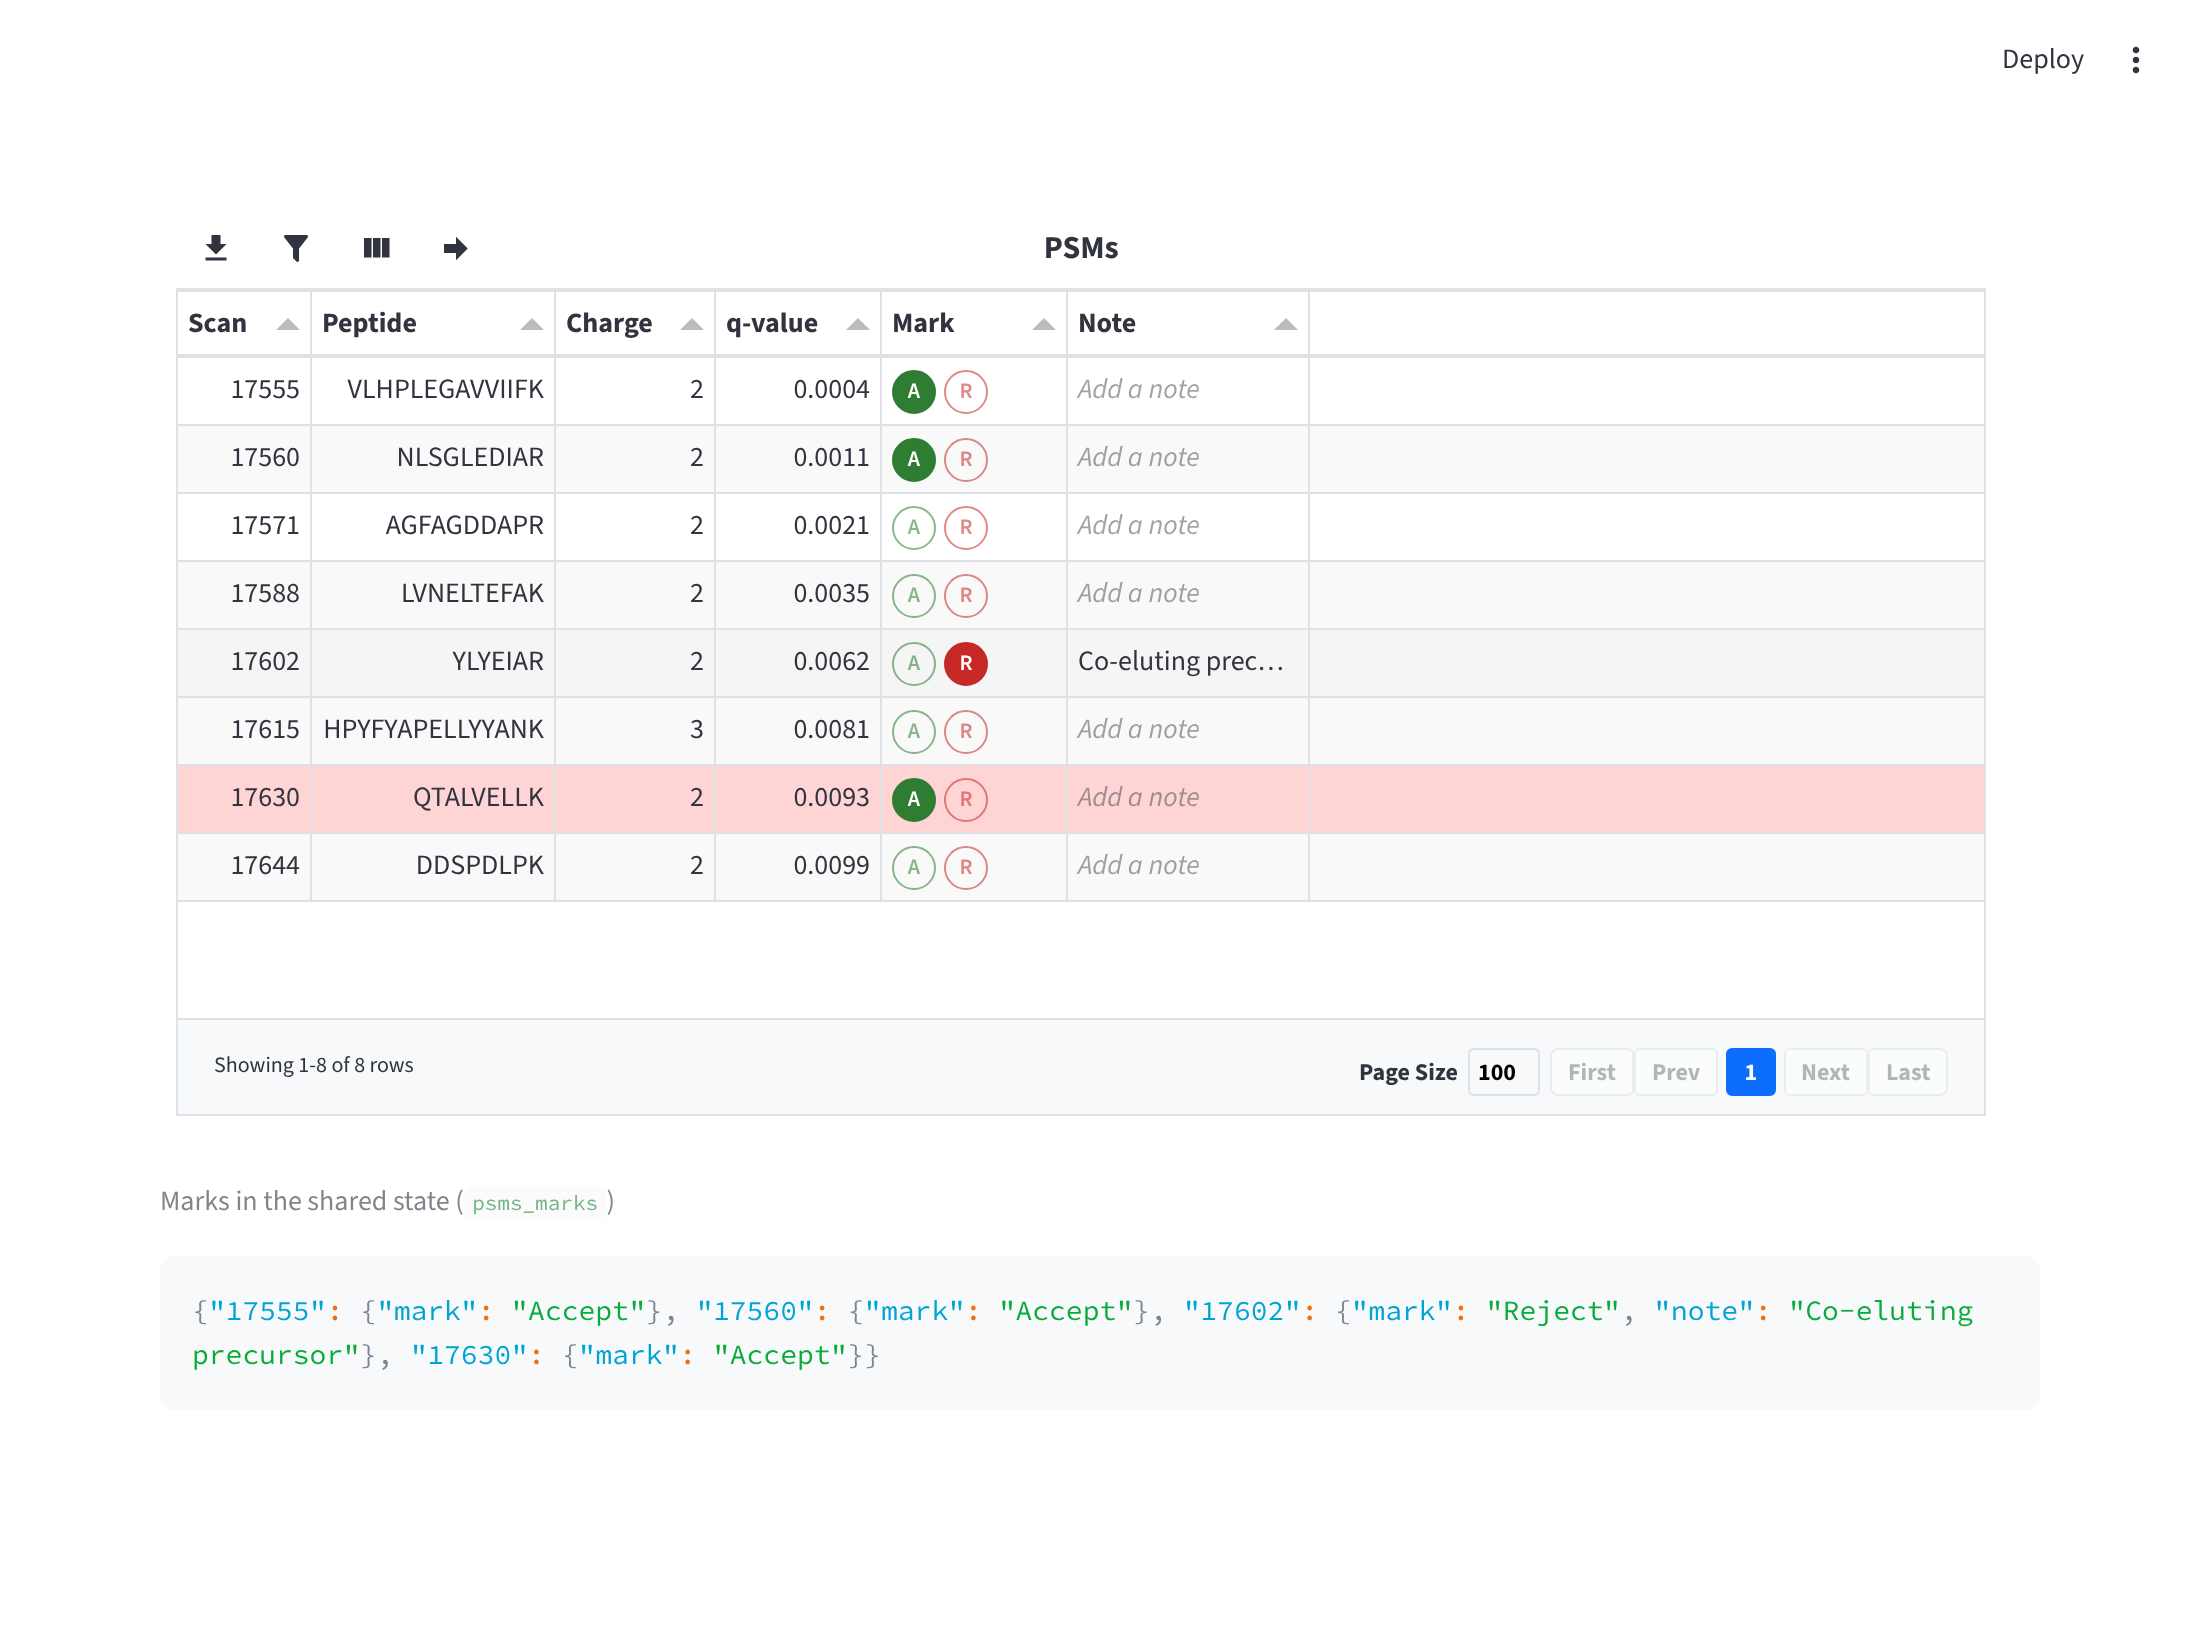 Deploy
PSMs
Scan Peptide Charge q-value Mark Note
17555 VLHPLEGAVVIIFK 2 0.0004 A R Add a note
17560 NLSGLEDIAR 2 0.0011 A R Add a note
17571 AGFAGDDAPR 2 0.0021 A R Add a note
17588 LVNELTEFAK 2 0.0035 A R Add a note
17602 YLYEIAR 2 0.0062 A R Co-eluting prec…
17615 HPYFYAPELLYYANK 3 0.0081 A R Add a note
17630 QTALVELLK 2 0.0093 A R Add a note
17644 DDSPDLPK 2 0.0099 A R Add a note
Showing 1-8 of 8 rows Page Size 100 First Prev 1 Next Last
Marks in the shared state ( psms_marks )
{"17555": {"mark": "Accept"}, "17560": {"mark": "Accept"}, "17602": {"mark": "Reject", "note": "Co-eluting
precursor"}, "17630": {"mark": "Accept"}}